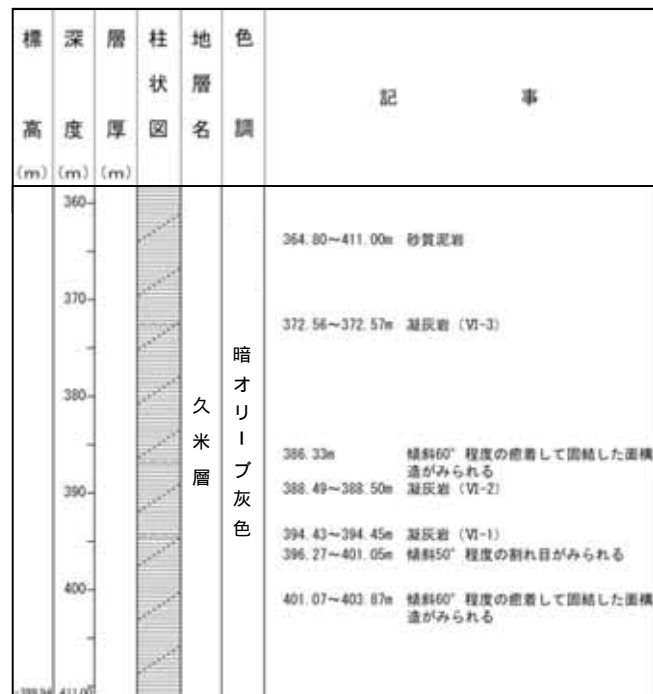 標高(m) 深度(m) 層厚(m) 柱状図 地層名 色調 記事
360
364.80～411.00m 砂質泥岩
370
372.56～372.57m 凝灰岩（Ⅵ-3）
380
久米層
暗オリーブ灰色
386.33m 傾斜60°程度の癒着して固結した面構
造がみられる
388.49～388.50m 凝灰岩（Ⅵ-2）
390
394.43～394.45m 凝灰岩（Ⅵ-1）
396.27～401.05m 傾斜50°程度の割れ目がみられる
400
401.07～403.87m 傾斜60°程度の癒着して固結した面構
造がみられる
411.00